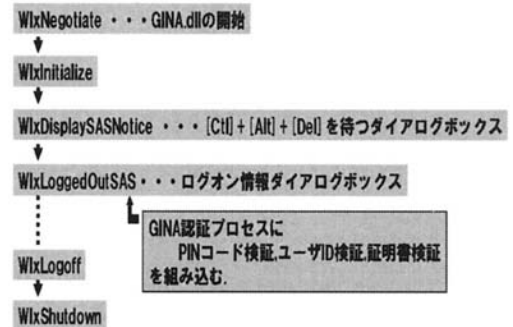 WlxNegotiate ・・・GINA.dllの開始
WlxInitialize
WlxDisplaySASNotice ・・・[Ctl]+[Alt]+[Del]を待つダイアログボックス
WlxLoggedOutSAS・・・ログオン情報ダイアログボックス
GINA認証プロセスに
PINコード検証,ユーザID検証,証明書検証
を組み込む.
WlxLogoff
WlxShutdown